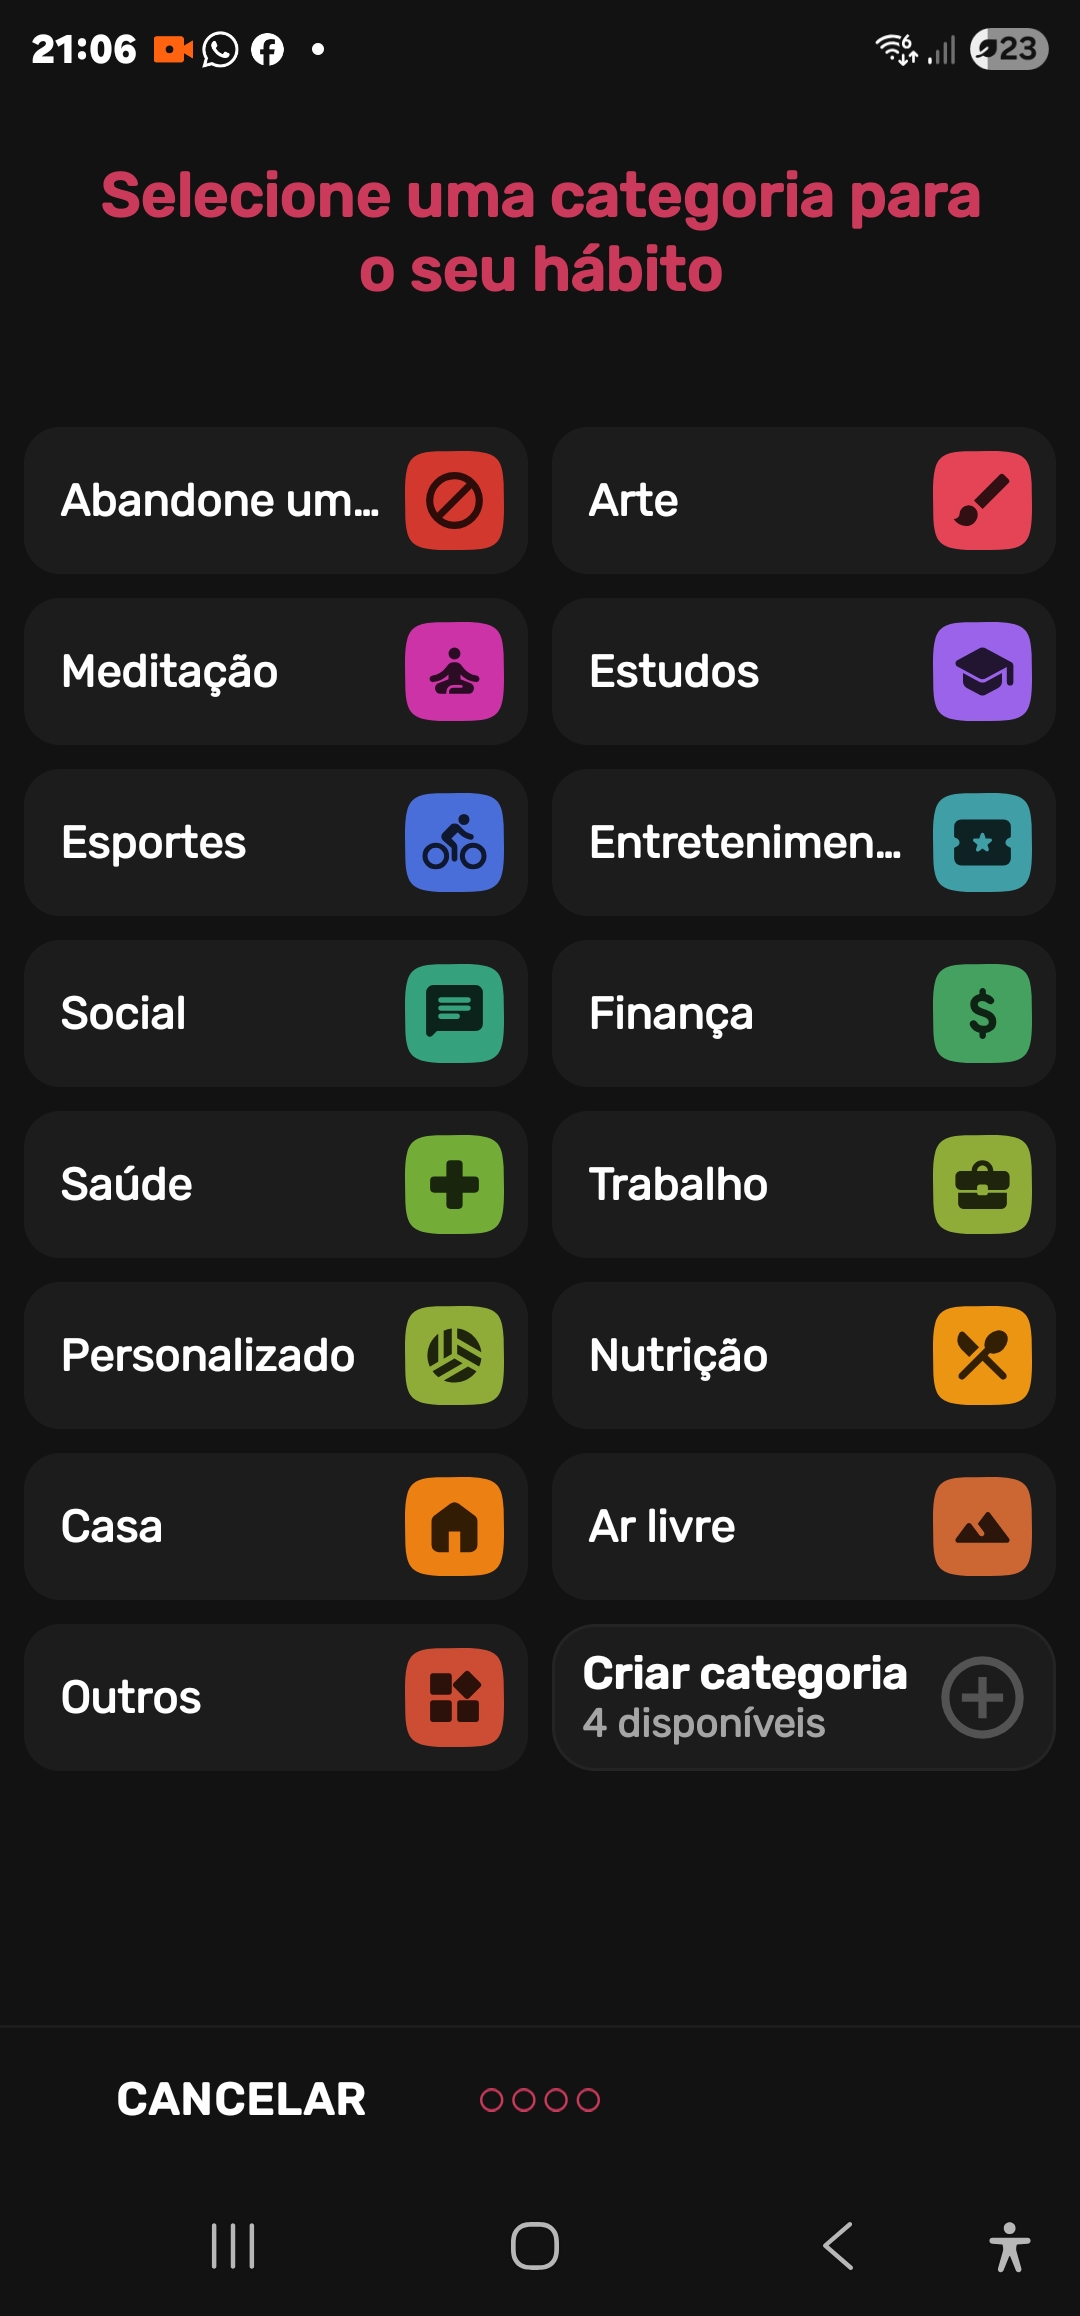 21:06
6
23
Selecione uma categoria para
o seu hábito
Abandone um...
Arte
Meditação
Estudos
Esportes
Entretenimen...
Social
Finança
$
Saúde
Trabalho
Personalizado
Nutrição
Casa
Ar livre
Outros
Criar categoria
4 disponíveis
CANCELAR